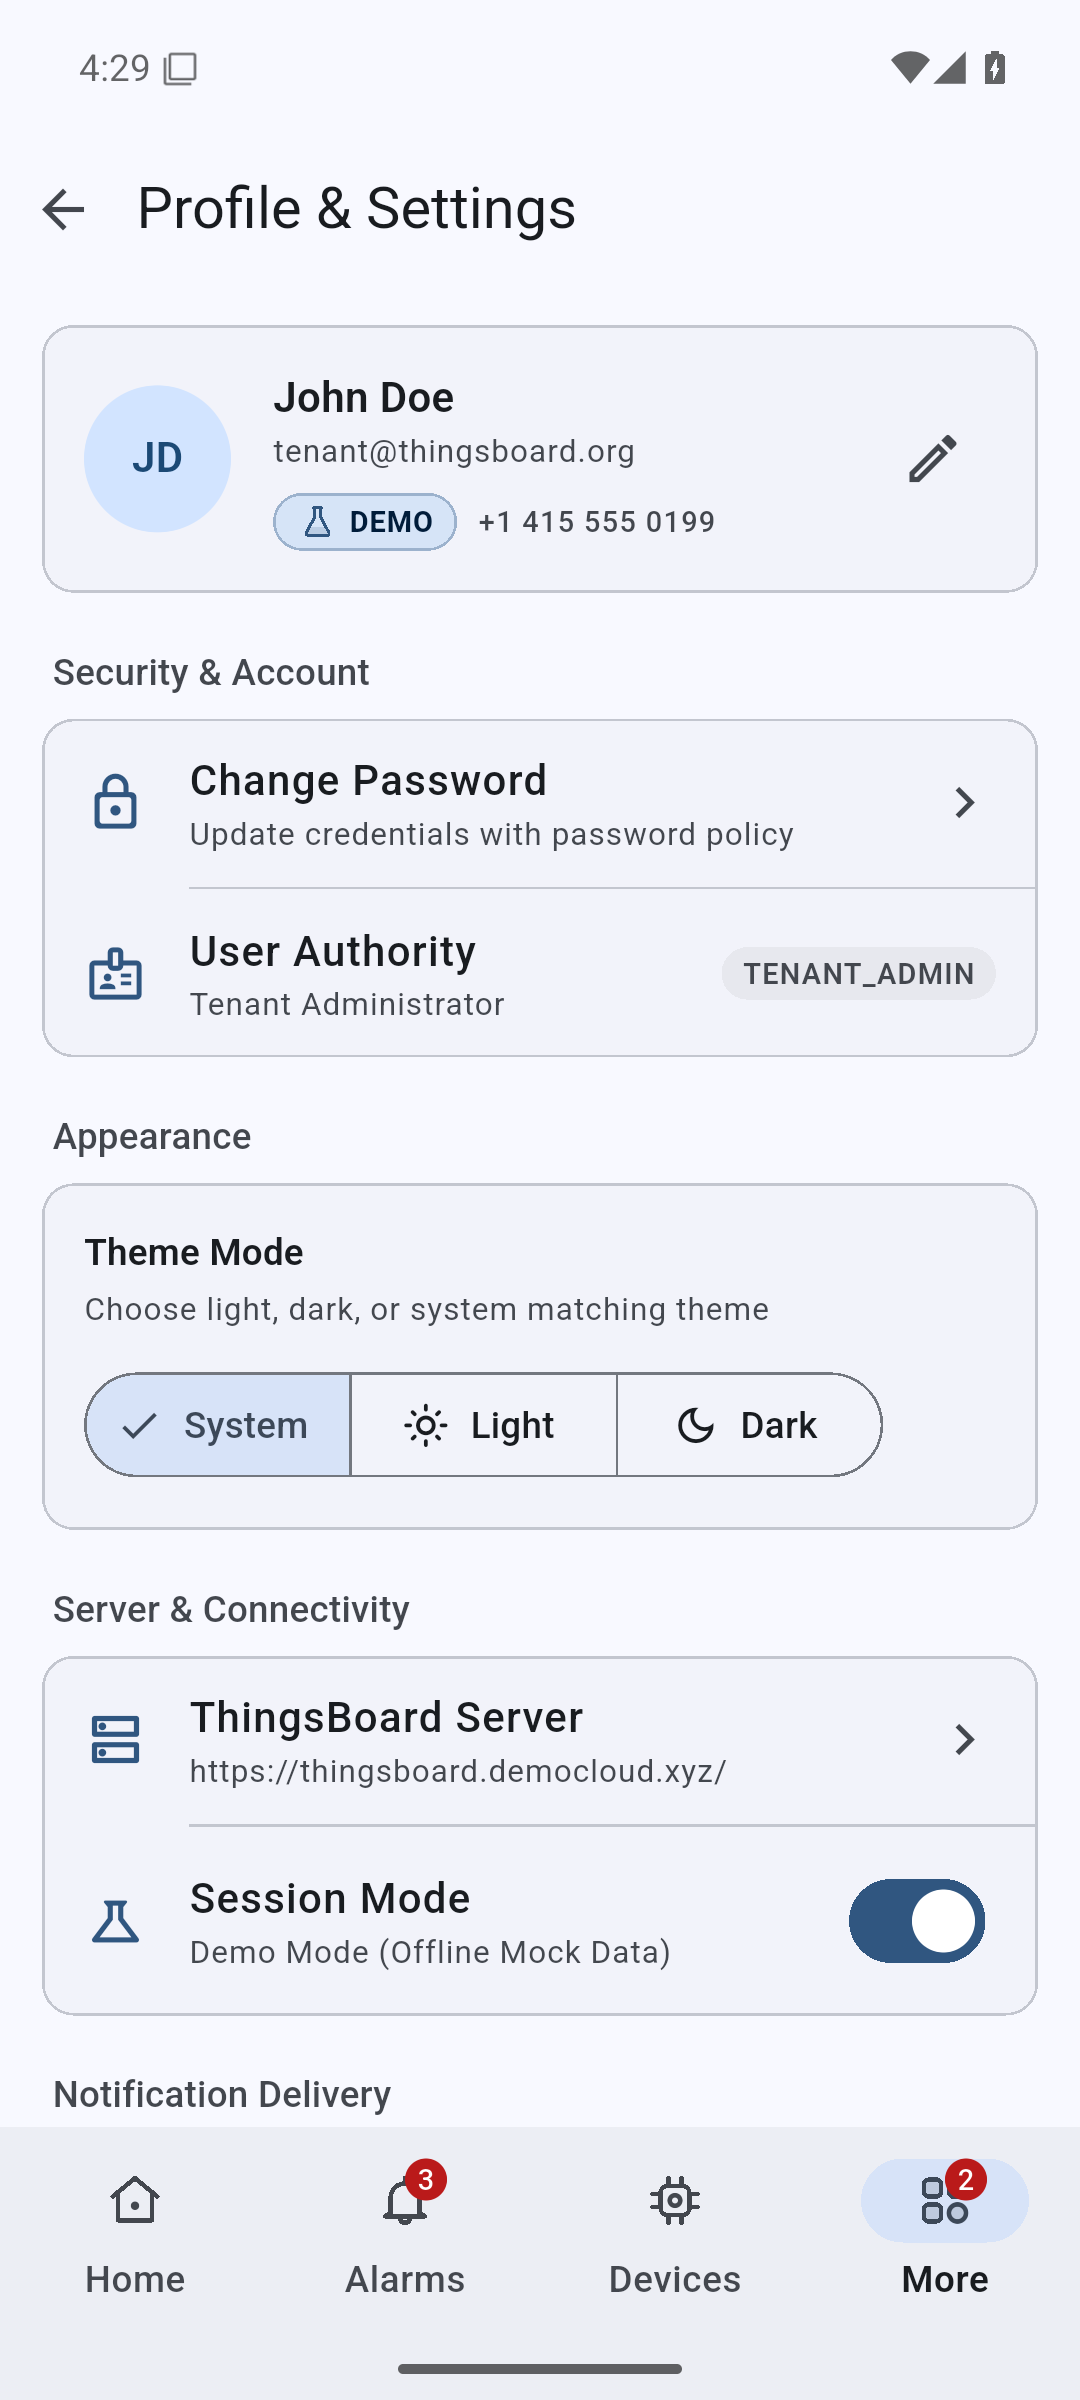 4:29
Profile & Settings
JD
John Doe
tenant@thingsboard.org
DEMO +1 415 555 0199
Security & Account
Change Password
Update credentials with password policy
User Authority
Tenant Administrator
TENANT_ADMIN
Appearance
Theme Mode
Choose light, dark, or system matching theme
System Light Dark
Server & Connectivity
ThingsBoard Server
https://thingsboard.democloud.xyz/
Session Mode
Demo Mode (Offline Mock Data)
Notification Delivery
3 2
Home Alarms Devices More